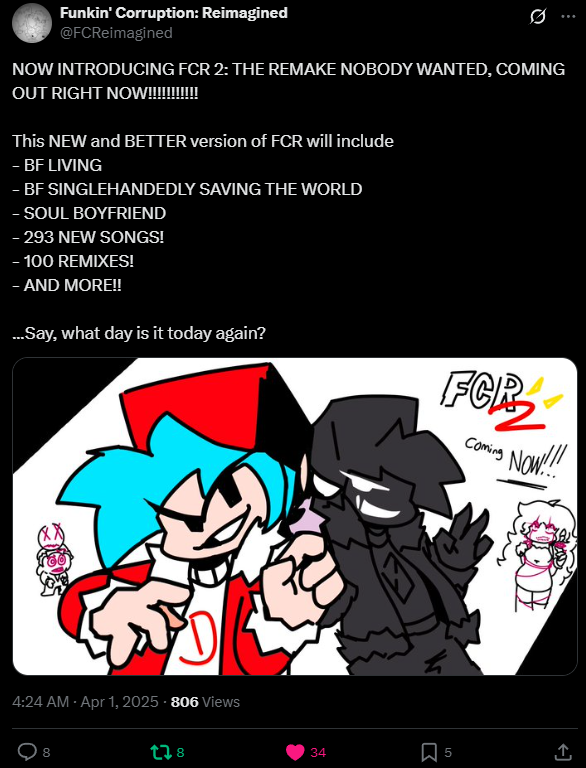 Funkin' Corruption: Reimagined
@FCReimagined
NOW INTRODUCING FCR 2: THE REMAKE NOBODY WANTED, COMING
OUT RIGHT NOW!!!!!!!!!!!
This NEW and BETTER version of FCR will include
- BF LIVING
- BF SINGLEHANDEDLY SAVING THE WORLD
- SOUL BOYFRIEND
- 293 NEW SONGS!
- 100 REMIXES!
- AND MORE!!
...Say, what day is it today again?
FCR
2
Coming
NOW!!!
D
4:24 AM · Apr 1, 2025 · 806 Views
8
8
34
5